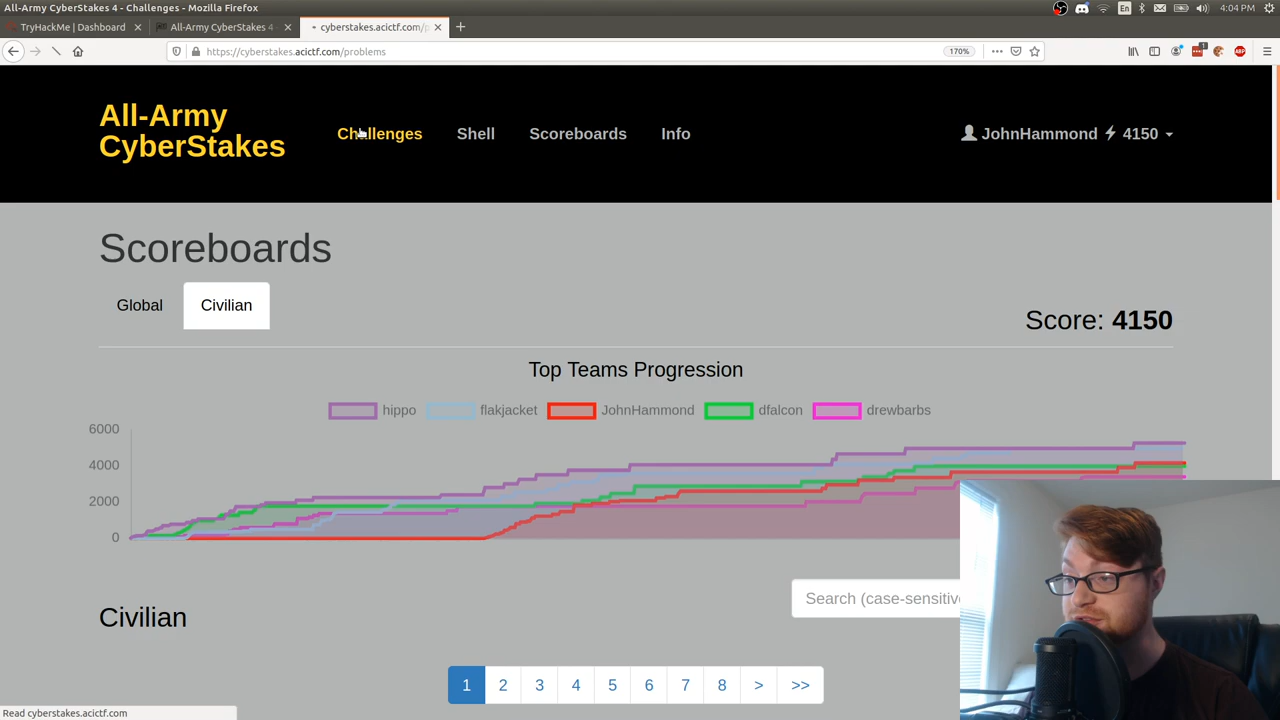 All-Army CyberStakes 4 - Challenges - Mozilla Firefox
En
4:04 PM
TryHackMe | Dashboard
All-Army CyberStakes 4
cyberstakes.acictf.com/p
https://cyberstakes.acictf.com/problems
170%
All-Army
CyberStakes
Challenges
Shell
Scoreboards
Info
JohnHammond
4150
Scoreboards
Global
Civilian
Score: 4150
Top Teams Progression
hippo
flakjacket
JohnHammond
dfalcon
drewbarbs
6000
4000
2000
0
Search (case-sensitive
Civilian
1
2
3
4
5
6
7
8
>
>>
Read cyberstakes.acictf.com